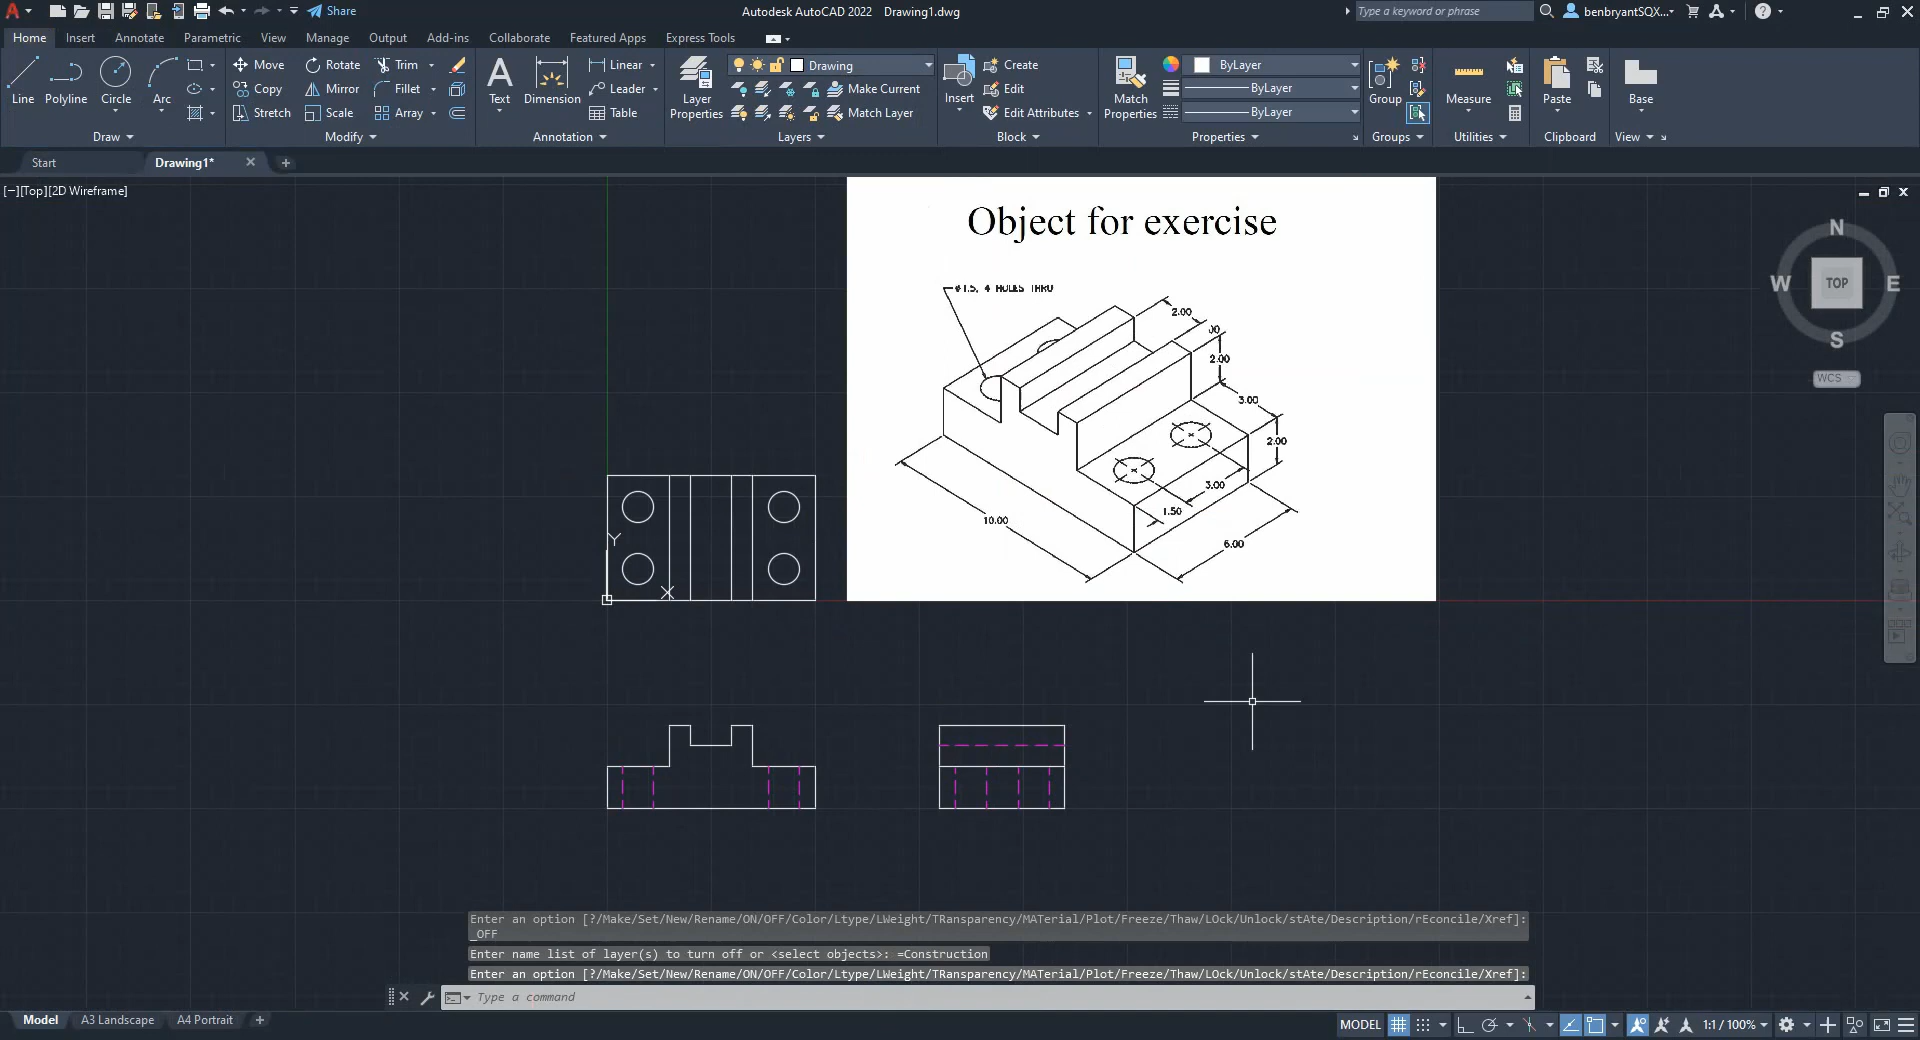 Share
Autodesk AutoCAD 2022 Drawing1.dwg
Type a keyword or phrase
benbryantSQX...
Home Insert Annotate Parametric View Manage Output Add-ins Collaborate Featured Apps Express Tools
Line Polyline Circle Arc
Move Rotate Trim
Copy Mirror Fillet
Stretch Scale Array
Text Dimension
Linear
Leader
Table
Layer Properties
Drawing
Make Current
Match Layer
Insert
Create
Edit
Edit Attributes
Match Properties
ByLayer
ByLayer
ByLayer
Group
Measure
Paste
Base
Draw Modify Annotation Layers Block Properties Groups Utilities Clipboard View
Start Drawing1*
[−][Top][2D Wireframe]
Object for exercise
ø1.5, 4 HOLES THRU
2.00
00
2.00
3.00
2.00
3.00
1.50
10.00
6.00
N
W TOP E
S
WCS
Y
X
Enter an option [?/Make/Set/New/Rename/ON/OFF/Color/Ltype/LWeight/TRansparency/MATerial/Plot/Freeze/Thaw/LOck/Unlock/stAte/Description/rEconcile/Xref]:
_OFF
Enter name list of layer(s) to turn off or <select objects>: =Construction
Enter an option [?/Make/Set/New/Rename/ON/OFF/Color/Ltype/LWeight/TRansparency/MATerial/Plot/Freeze/Thaw/LOck/Unlock/stAte/Description/rEconcile/Xref]:
Type a command
Model A3 Landscape A4 Portrait
MODEL 1:1 / 100%